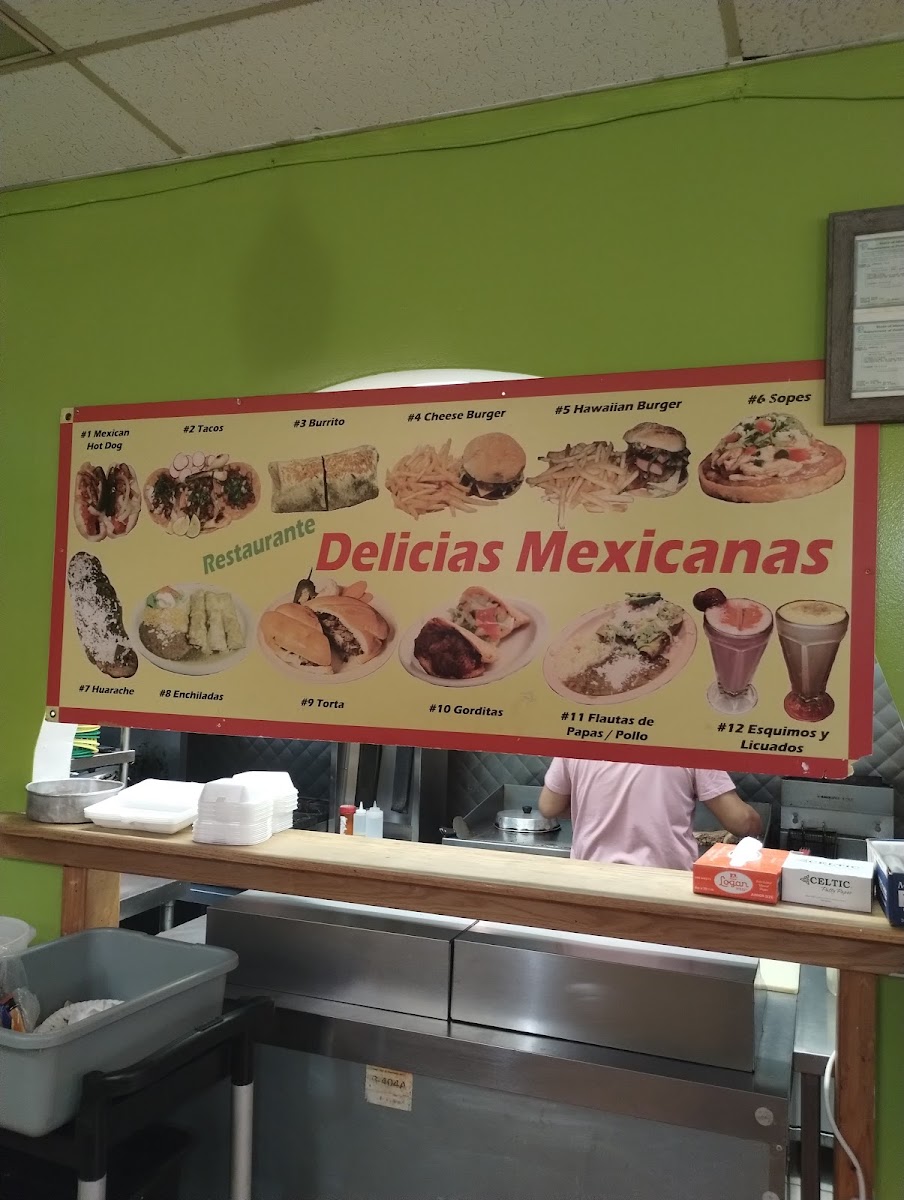 #1 Mexican
Hot Dog
#2 Tacos
#3 Burrito
#4 Cheese Burger
#5 Hawaiian Burger
#6 Sopes
Restaurante
Delicias Mexicanas
#7 Huarache
#8 Enchiladas
#9 Torta
#10 Gorditas
#11 Flautas de
Papas / Pollo
#12 Esquimos y
Licuados
Logan
CELTIC